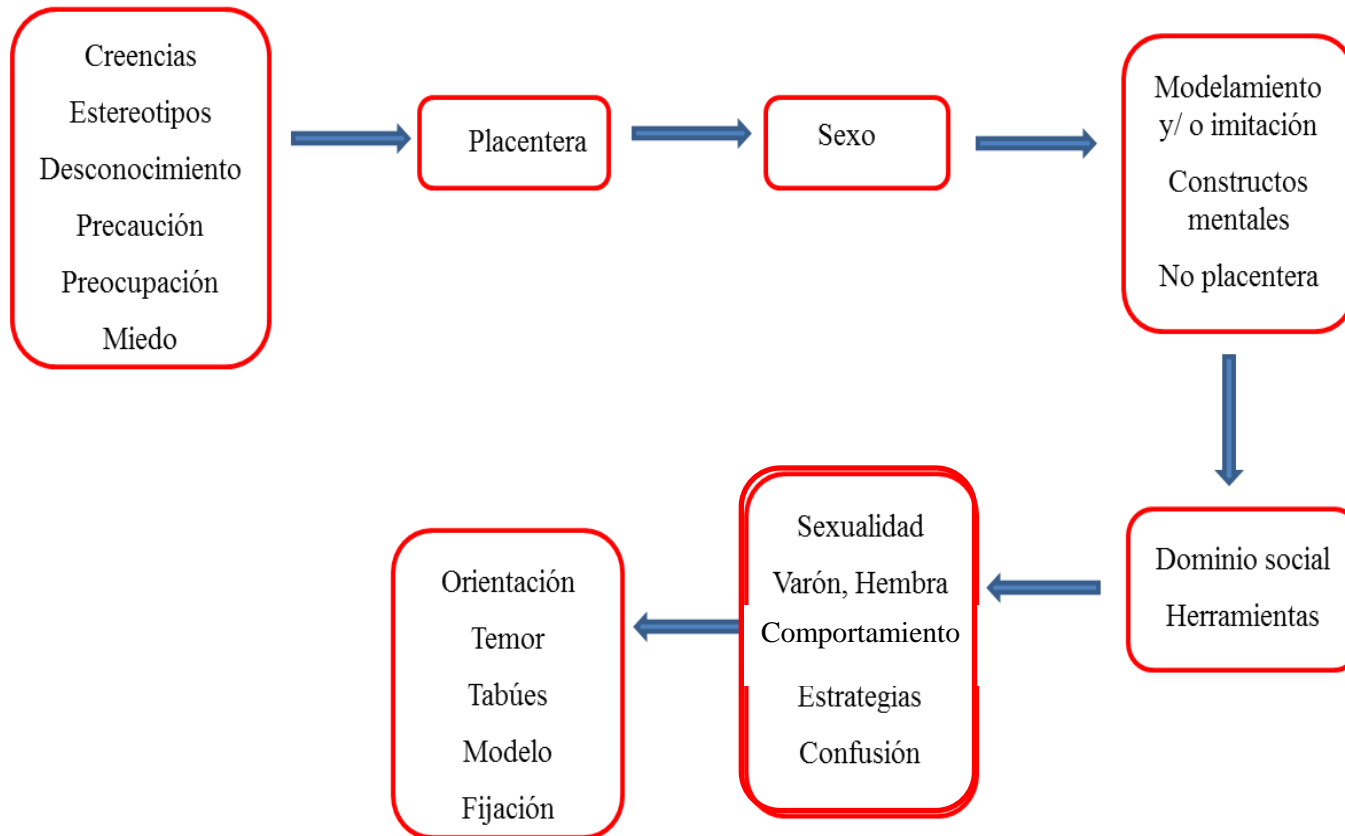 Creencias
Estereotipos
Desconocimiento
Precaución
Preocupación
Miedo
Placentera
Sexo
Modelamiento
y/ o imitación
Constructos
mentales
No placentera
Dominio social
Herramientas
Sexualidad
Varón, Hembra
Comportamiento
Estrategias
Confusión
Orientación
Temor
Tabúes
Modelo
Fijación